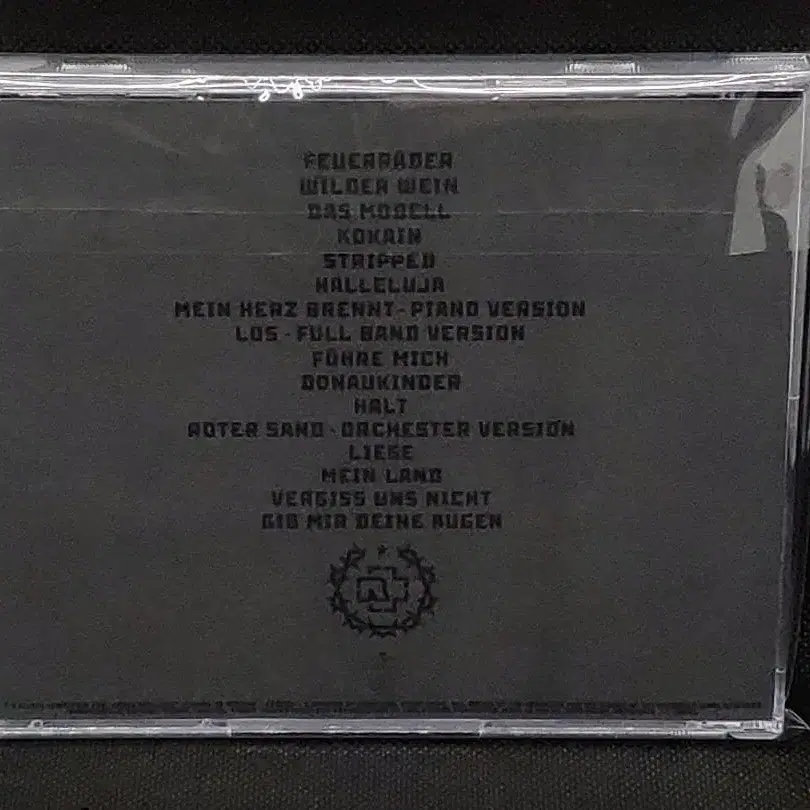 FEUERRÄDER
WILDER WEIN
DAS MODELL
KOKAIN
STRIPPED
HALLELUJA
MEIN HERZ BRENNT - PIANO VERSION
LOS - FULL BAND VERSION
FÜHRE MICH
DONAUKINDER
HALT
ROTER SAND - ORCHESTER VERSION
LIEBE
MEIN LAND
VERGISS UNS NICHT
GIB MIR DEINE AUGEN